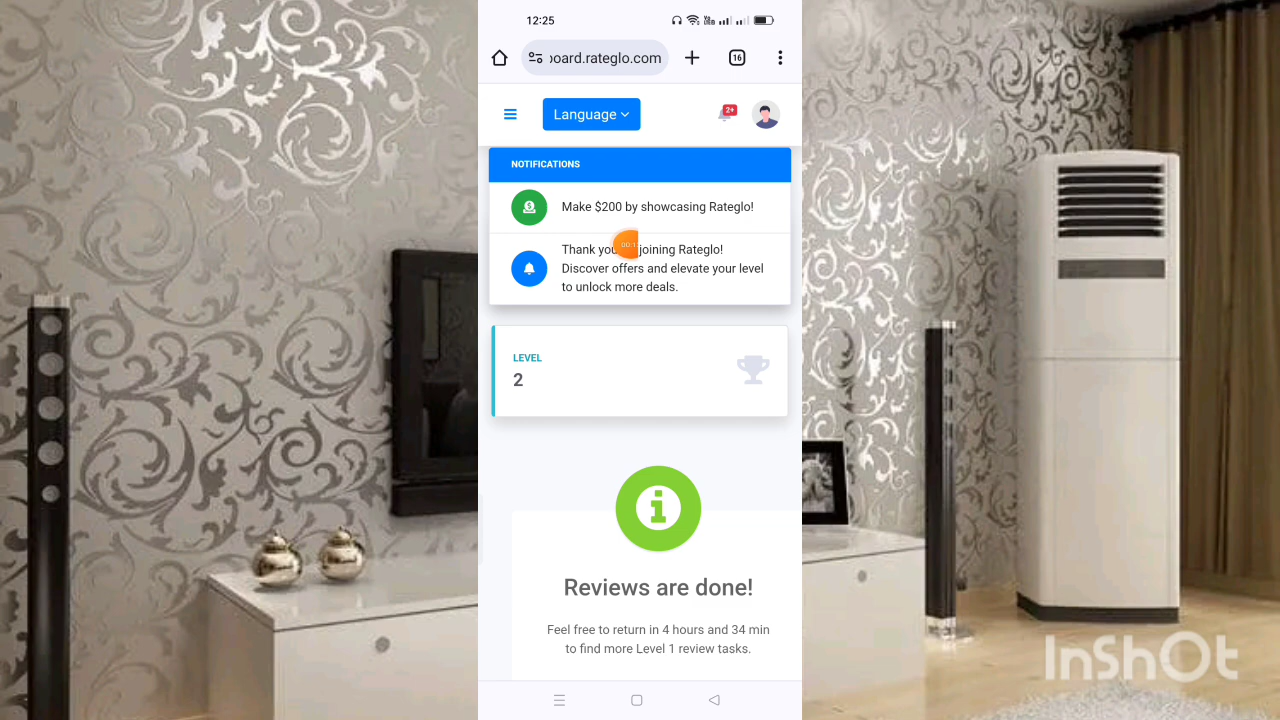 12:25
board.rateglo.com
16
Language
2+
NOTIFICATIONS
Make $200 by showcasing Rateglo!
Thank you joining Rateglo!
Discover offers and elevate your level
to unlock more deals.
LEVEL
2
Reviews are done!
Feel free to return in 4 hours and 34 min
to find more Level 1 review tasks.
InShOt